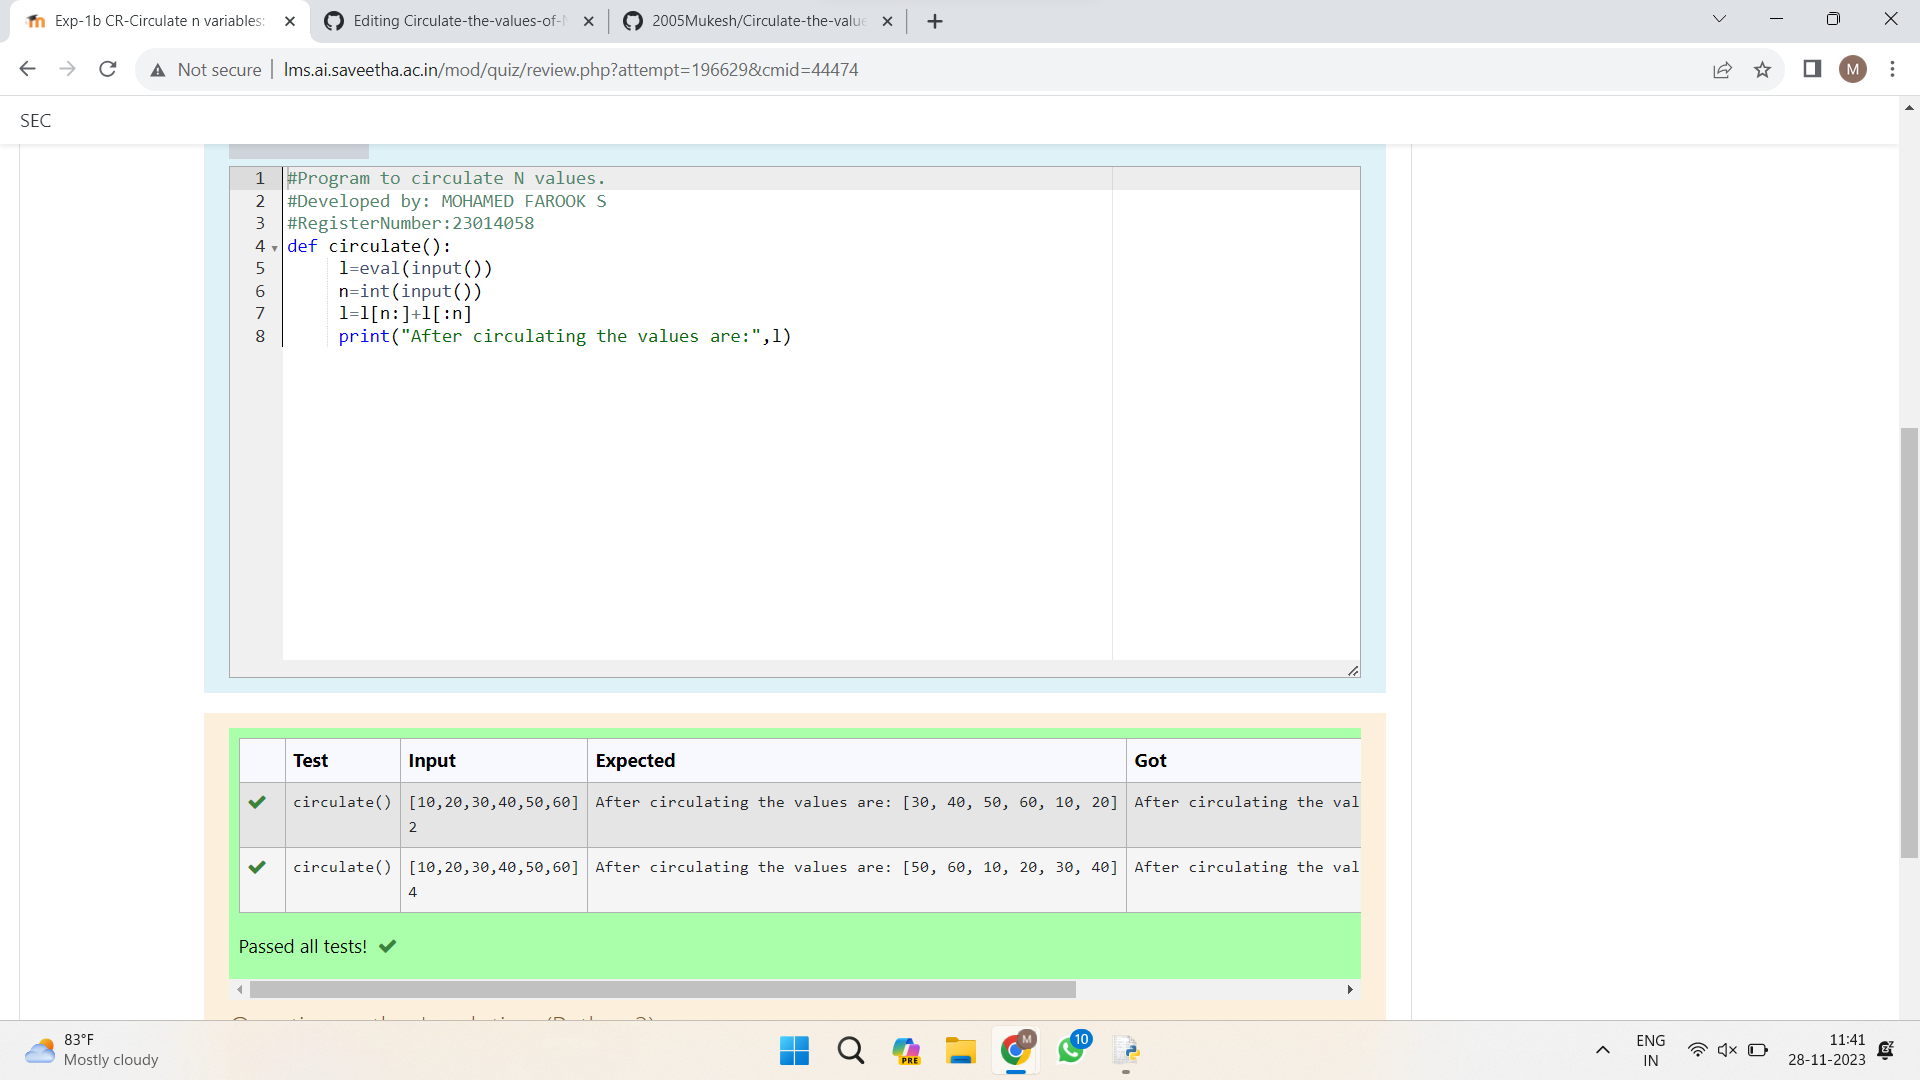 Exp-1b CR-Circulate n variables:
Editing Circulate-the-values-of-N
2005Mukesh/Circulate-the-value
Not secure
lms.ai.saveetha.ac.in/mod/quiz/review.php?attempt=196629&cmid=44474
M
SEC
1 #Program to circulate N values.
2 #Developed by: MOHAMED FAROOK S
3 #RegisterNumber:23014058
4 def circulate():
5 l=eval(input())
6 n=int(input())
7 l=l[n:]+l[:n]
8 print("After circulating the values are:",l)
Test Input Expected Got
circulate() [10,20,30,40,50,60] After circulating the values are: [30, 40, 50, 60, 10, 20] After circulating the val
2
circulate() [10,20,30,40,50,60] After circulating the values are: [50, 60, 10, 20, 30, 40] After circulating the val
4
Passed all tests!
83°F
Mostly cloudy
PRE
M
10
ENG
IN
11:41
28-11-2023